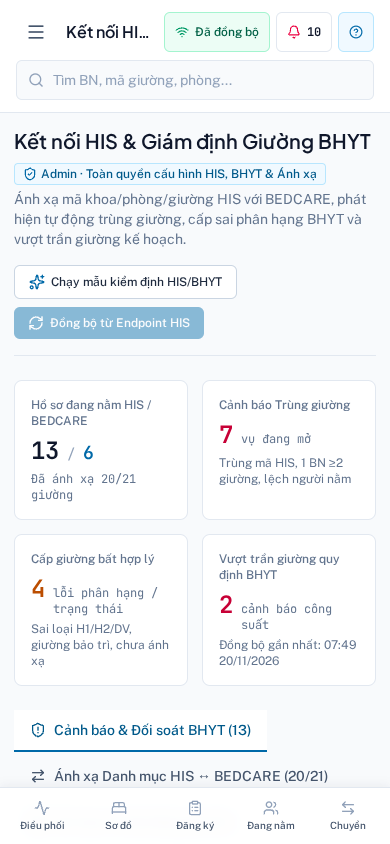 Kết nối HI...
Đã đồng bộ
10
Tìm BN, mã giường, phòng...
Kết nối HIS & Giám định Giường BHYT
Admin · Toàn quyền cấu hình HIS, BHYT & Ánh xạ
Ánh xạ mã khoa/phòng/giường HIS với BEDCARE, phát
hiện tự động trùng giường, cấp sai phân hạng BHYT và
vượt trần giường kế hoạch.
Chạy mẫu kiểm định HIS/BHYT
Đồng bộ từ Endpoint HIS
Hồ sơ đang nằm HIS /
BEDCARE
13 / 6
Đã ánh xạ 20/21
giường
Cảnh báo Trùng giường
7 vụ đang mở
Trùng mã HIS, 1 BN ≥2
giường, lệch người nằm
Cấp giường bất hợp lý
4 lỗi phân hạng /
trạng thái
Sai loại H1/H2/DV,
giường bảo trì, chưa ánh
xạ
Vượt trần giường quy
định BHYT
2 cảnh báo công
suất
Đồng bộ gần nhất: 07:49
20/11/2026
Cảnh báo & Đối soát BHYT (13)
Ánh xạ Danh mục HIS ↔ BEDCARE (20/21)
Điều phối
Sơ đồ
Đăng ký
Đang nằm
Chuyển